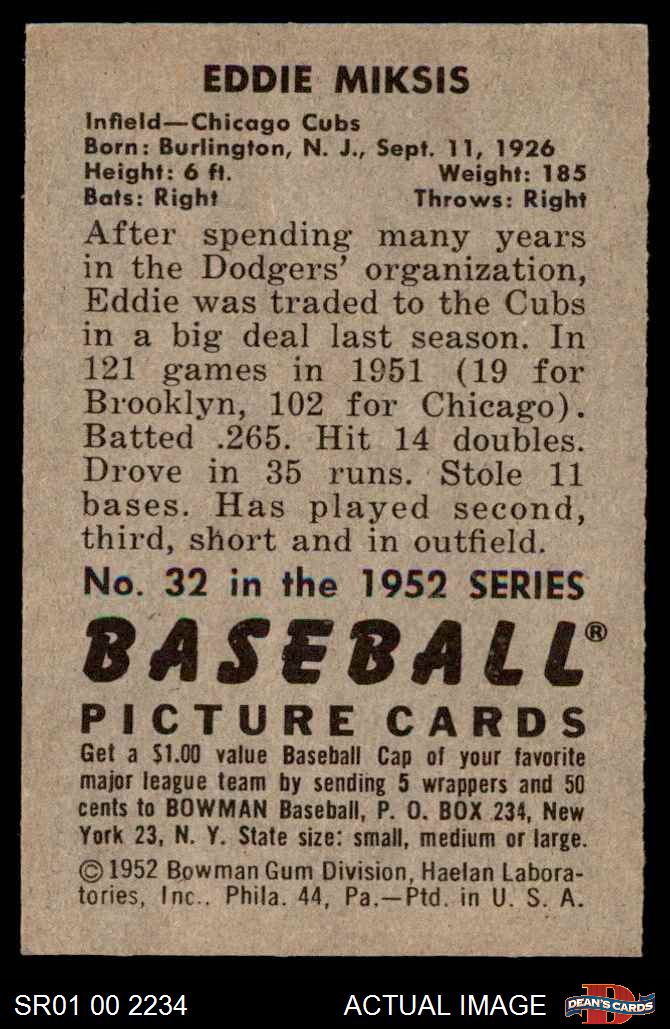 EDDIE MIKSIS
Infield—Chicago Cubs
Born: Burlington, N. J., Sept. 11, 1926
Height: 6 ft. Weight: 185
Bats: Right Throws: Right
After spending many years
in the Dodgers' organization,
Eddie was traded to the Cubs
in a big deal last season. In
121 games in 1951 (19 for
Brooklyn, 102 for Chicago).
Batted .265. Hit 14 doubles.
Drove in 35 runs. Stole 11
bases. Has played second,
third, short and in outfield.
No. 32 in the 1952 SERIES
BASEBALL®
PICTURE CARDS
Get a $1.00 value Baseball Cap of your favorite
major league team by sending 5 wrappers and 50
cents to BOWMAN Baseball, P. O. BOX 234, New
York 23, N. Y. State size: small, medium or large.
©1952 Bowman Gum Division, Haelan Labora-
tories, Inc., Phila. 44, Pa.—Ptd. in U. S. A.
SR01 00 2234 ACTUAL IMAGE D DEAN'S CARDS